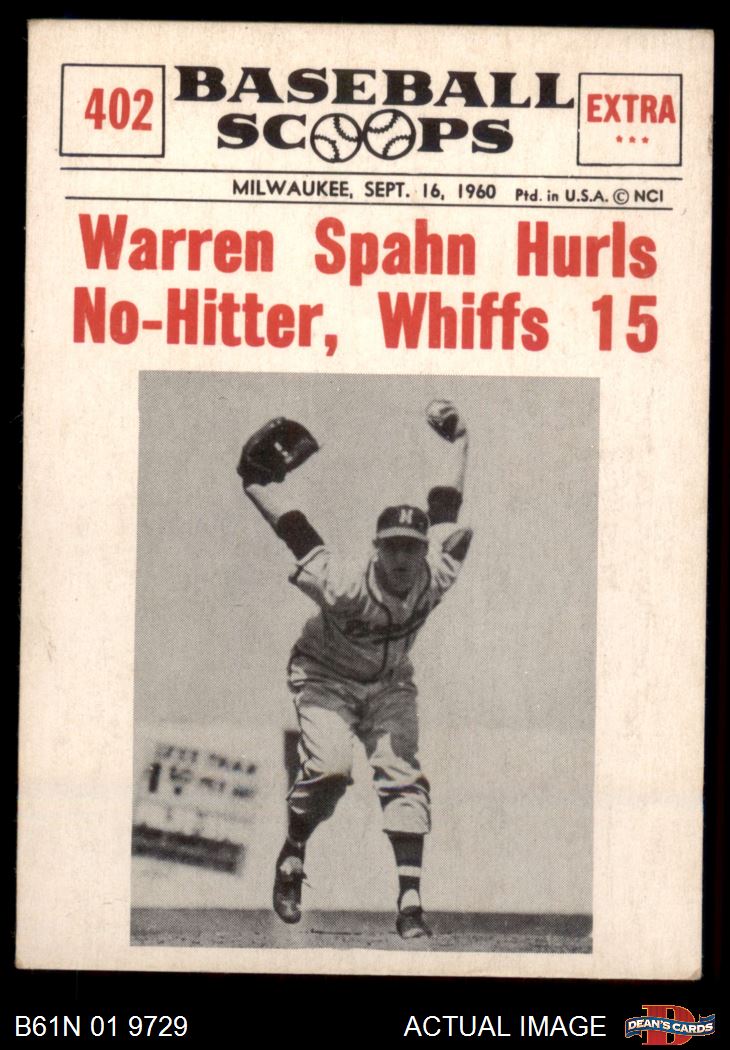 402
BASEBALL
SCOOPS
EXTRA
***
MILWAUKEE, SEPT. 16, 1960 Ptd. in U.S.A. © NCI
Warren Spahn Hurls
No-Hitter, Whiffs 15
M
B61N 01 9729
ACTUAL IMAGE
D
DEAN'S CARDS